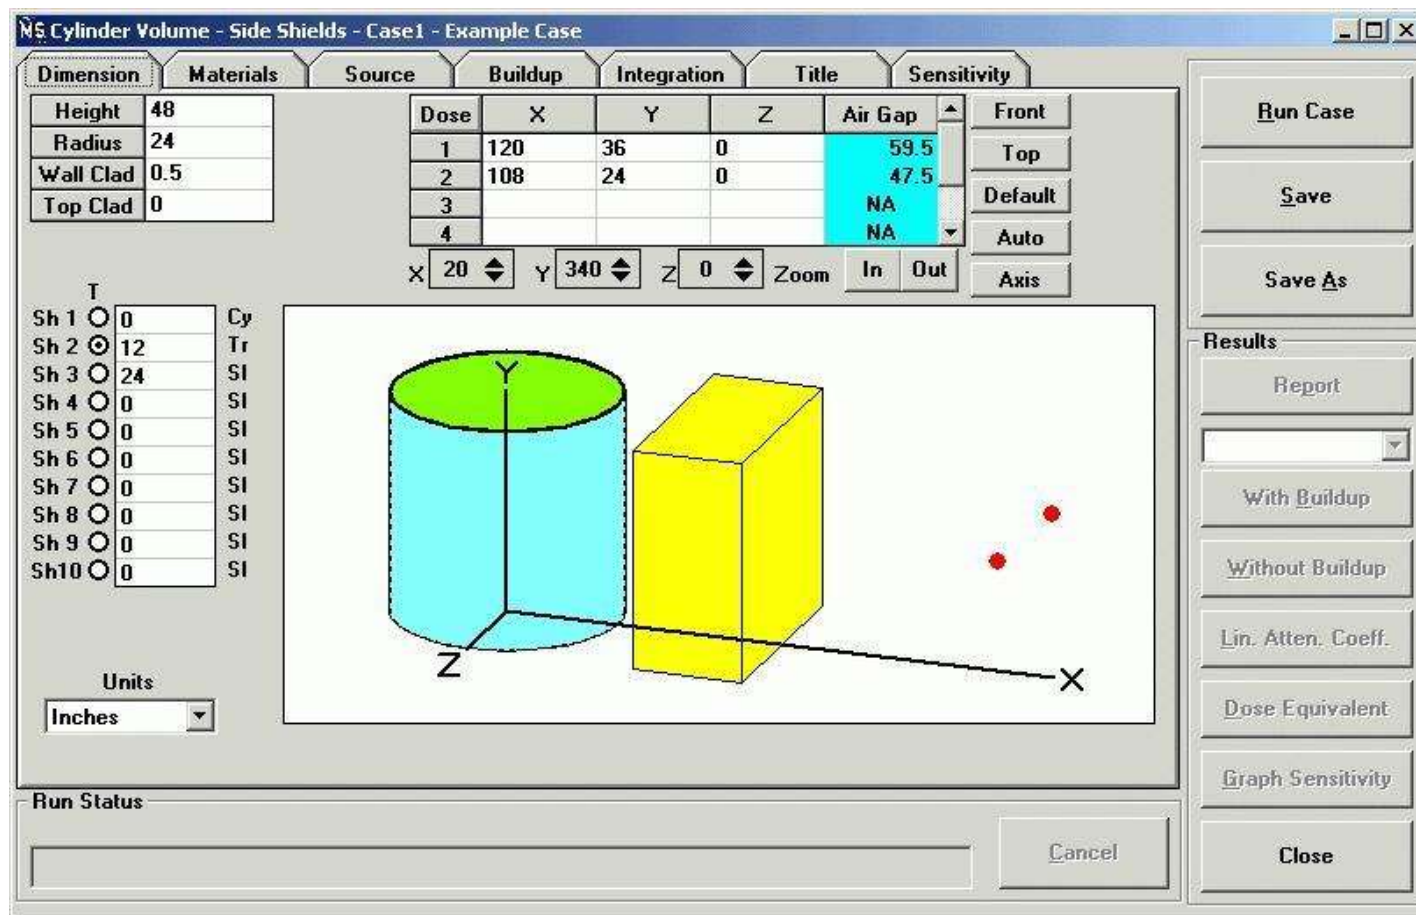 MS Cylinder Volume - Side Shields - Case1 - Example Case
Dimension Materials Source Buildup Integration Title Sensitivity
Height 48
Radius 24
Wall Clad 0.5
Top Clad 0
Dose X Y Z Air Gap
1 120 36 0 59.5
2 108 24 0 47.5
3 NA
4 NA
Front
Top
Default
Auto
Axis
X 20 Y 340 Z 0 Zoom In Out
T
Sh 1 0 Cy
Sh 2 12 Tr
Sh 3 24 Sl
Sh 4 0 Sl
Sh 5 0 Sl
Sh 6 0 Sl
Sh 7 0 Sl
Sh 8 0 Sl
Sh 9 0 Sl
Sh10 0 Sl
Y
Z
X
Units
Inches
Run Status
Cancel
Run Case
Save
Save As
Results
Report
With Buildup
Without Buildup
Lin. Atten. Coeff.
Dose Equivalent
Graph Sensitivity
Close